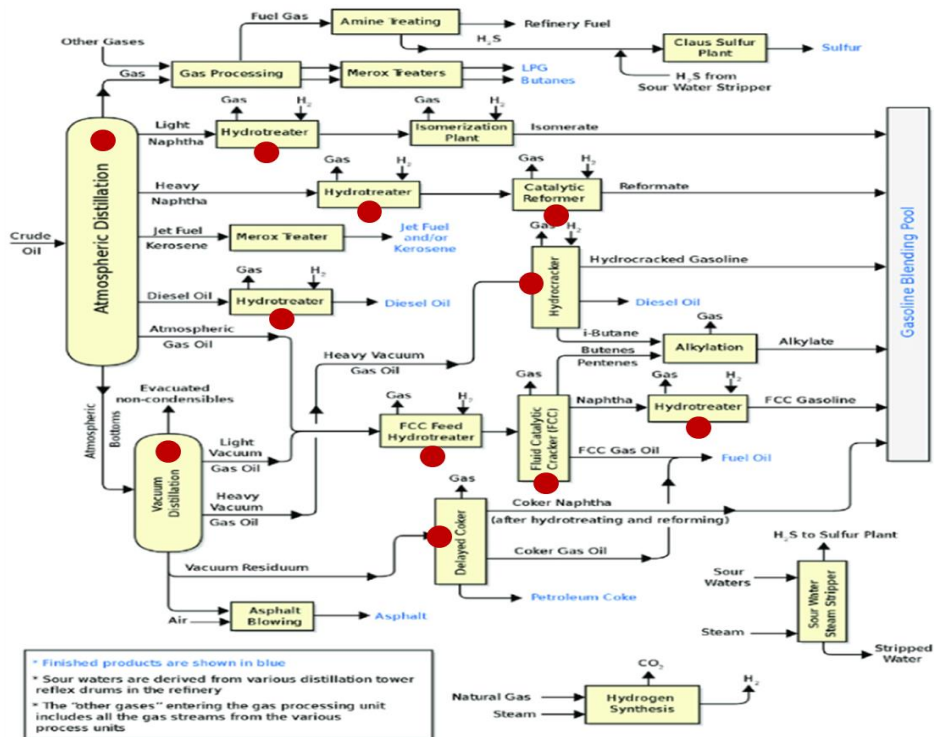 Fuel Gas
Amine Treating
Refinery Fuel
Other Gases
H₂S
Claus Sulfur
Plant
Sulfur
Gas
Gas Processing
Merox Treaters
LPG
Butanes
H₂S from
Sour Water Stripper
Gas
H₂
Gas
H₂
Light
Naphtha
Hydrotreater
Isomerization
Plant
Isomerate
Gas
H₂
Gas
H₂
Heavy
Naphtha
Hydrotreater
Catalytic
Reformer
Reformate
Crude
Oil
Atmospheric Distillation
Jet Fuel
Kerosene
Merox Treater
Jet Fuel
and/or
Kerosene
Gas
H₂
Hydrocracker
Hydrocracked Gasoline
Gasoline Blending Pool
Gas
H₂
Diesel Oil
Hydrotreater
Diesel Oil
Diesel Oil
Atmospheric
Gas Oil
i-Butane
Butenes
Pentenes
Gas
Alkylation
Alkylate
Heavy Vacuum
Gas Oil
Atmospheric
Bottoms
Evacuated
non-condensibles
Gas
H₂
FCC Feed
Hydrotreater
Gas
Fluid Catalytic
Cracker (FCC)
Naphtha
Gas
H₂
Hydrotreater
FCC Gasoline
Vacuum
Distillation
Light
Vacuum
Gas Oil
FCC Gas Oil
Fuel Oil
Heavy
Vacuum
Gas Oil
Gas
Delayed Coker
Coker Naphtha
(after hydrotreating and reforming)
Coker Gas Oil
Vacuum Residuum
Petroleum Coke
Air
Asphalt
Blowing
Asphalt
H₂S to Sulfur Plant
Sour
Waters
Sour Water
Steam Stripper
Steam
Stripped
Water
* Finished products are shown in blue
* Sour waters are derived from various distillation tower
reflex drums in the refinery
* The "other gases" entering the gas processing unit
includes all the gas streams from the various
process units
CO₂
Natural Gas
Steam
Hydrogen
Synthesis
H₂